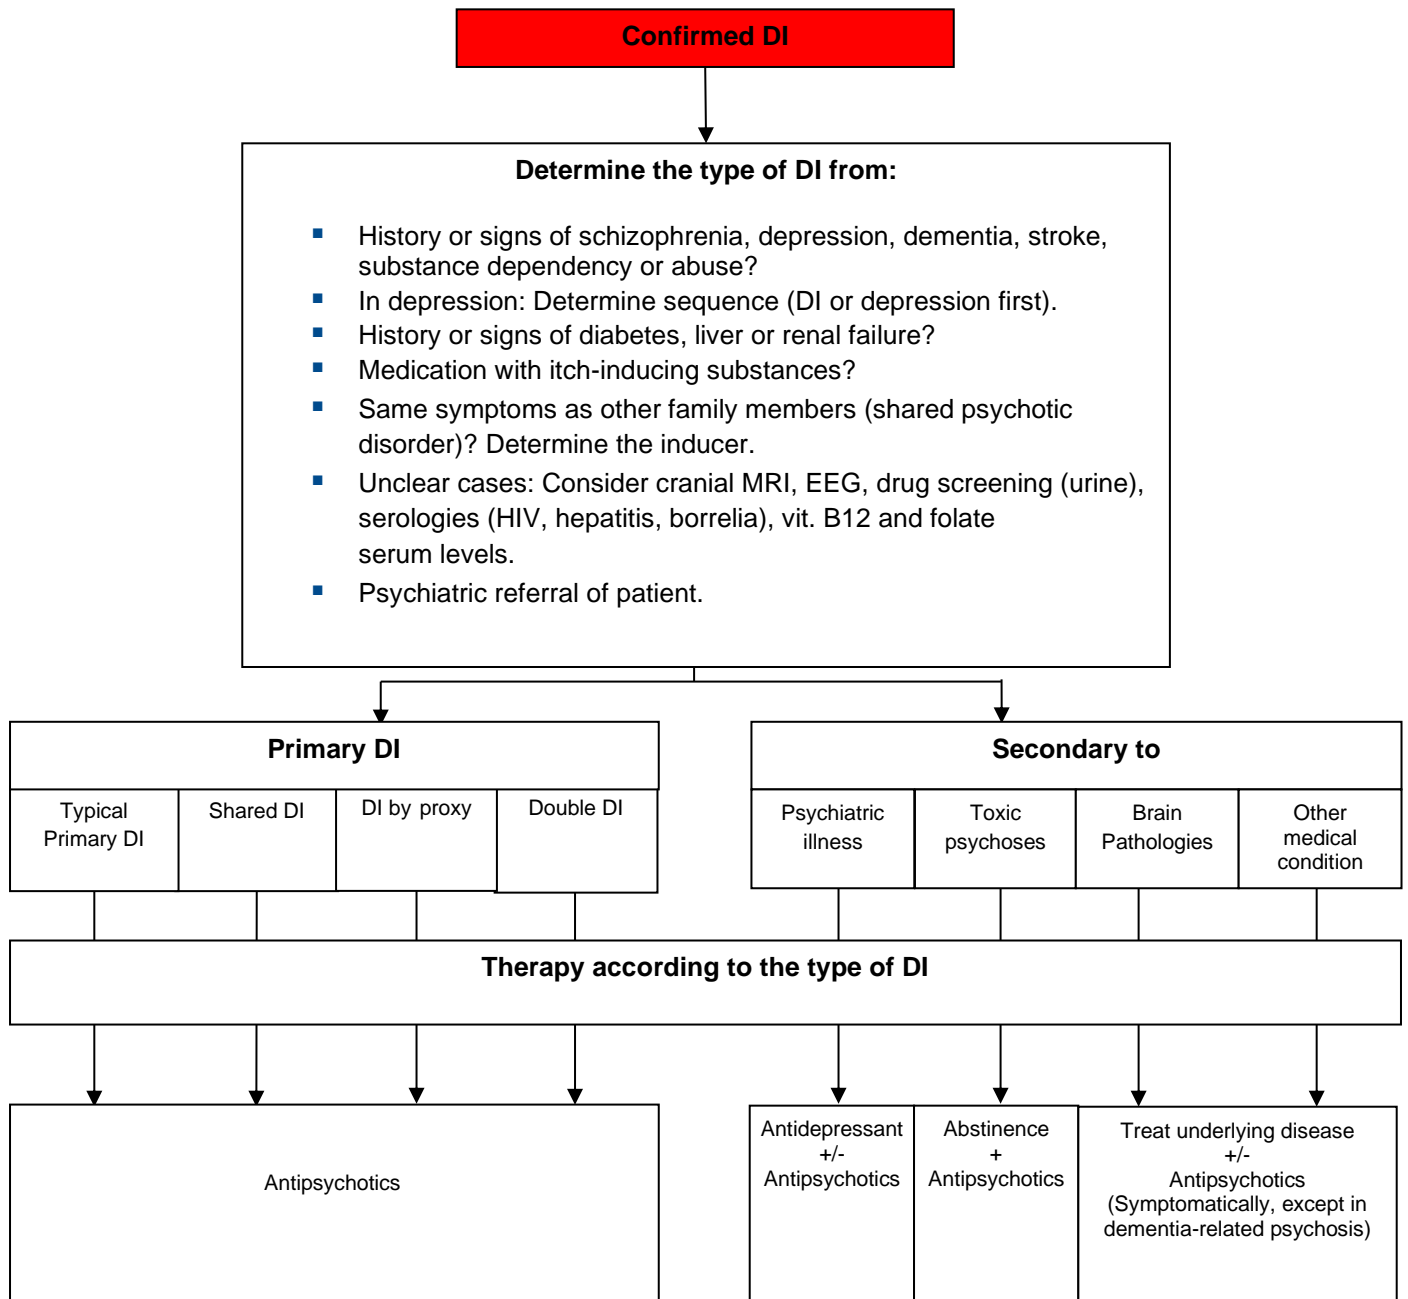 Confirmed DI
Determine the type of DI from:
▪ History or signs of schizophrenia, depression, dementia, stroke,
substance dependency or abuse?
▪ In depression: Determine sequence (DI or depression first).
▪ History or signs of diabetes, liver or renal failure?
▪ Medication with itch-inducing substances?
▪ Same symptoms as other family members (shared psychotic
disorder)? Determine the inducer.
▪ Unclear cases: Consider cranial MRI, EEG, drug screening (urine),
serologies (HIV, hepatitis, borrelia), vit. B12 and folate
serum levels.
▪ Psychiatric referral of patient.
Primary DI
Typical
Primary DI
Shared DI
DI by proxy
Double DI
Secondary to
Psychiatric
illness
Toxic
psychoses
Brain
Pathologies
Other
medical
condition
Therapy according to the type of DI
Antipsychotics
Antidepressant
+/-
Antipsychotics
Abstinence
+
Antipsychotics
Treat underlying disease
+/-
Antipsychotics
(Symptomatically, except in
dementia-related psychosis)